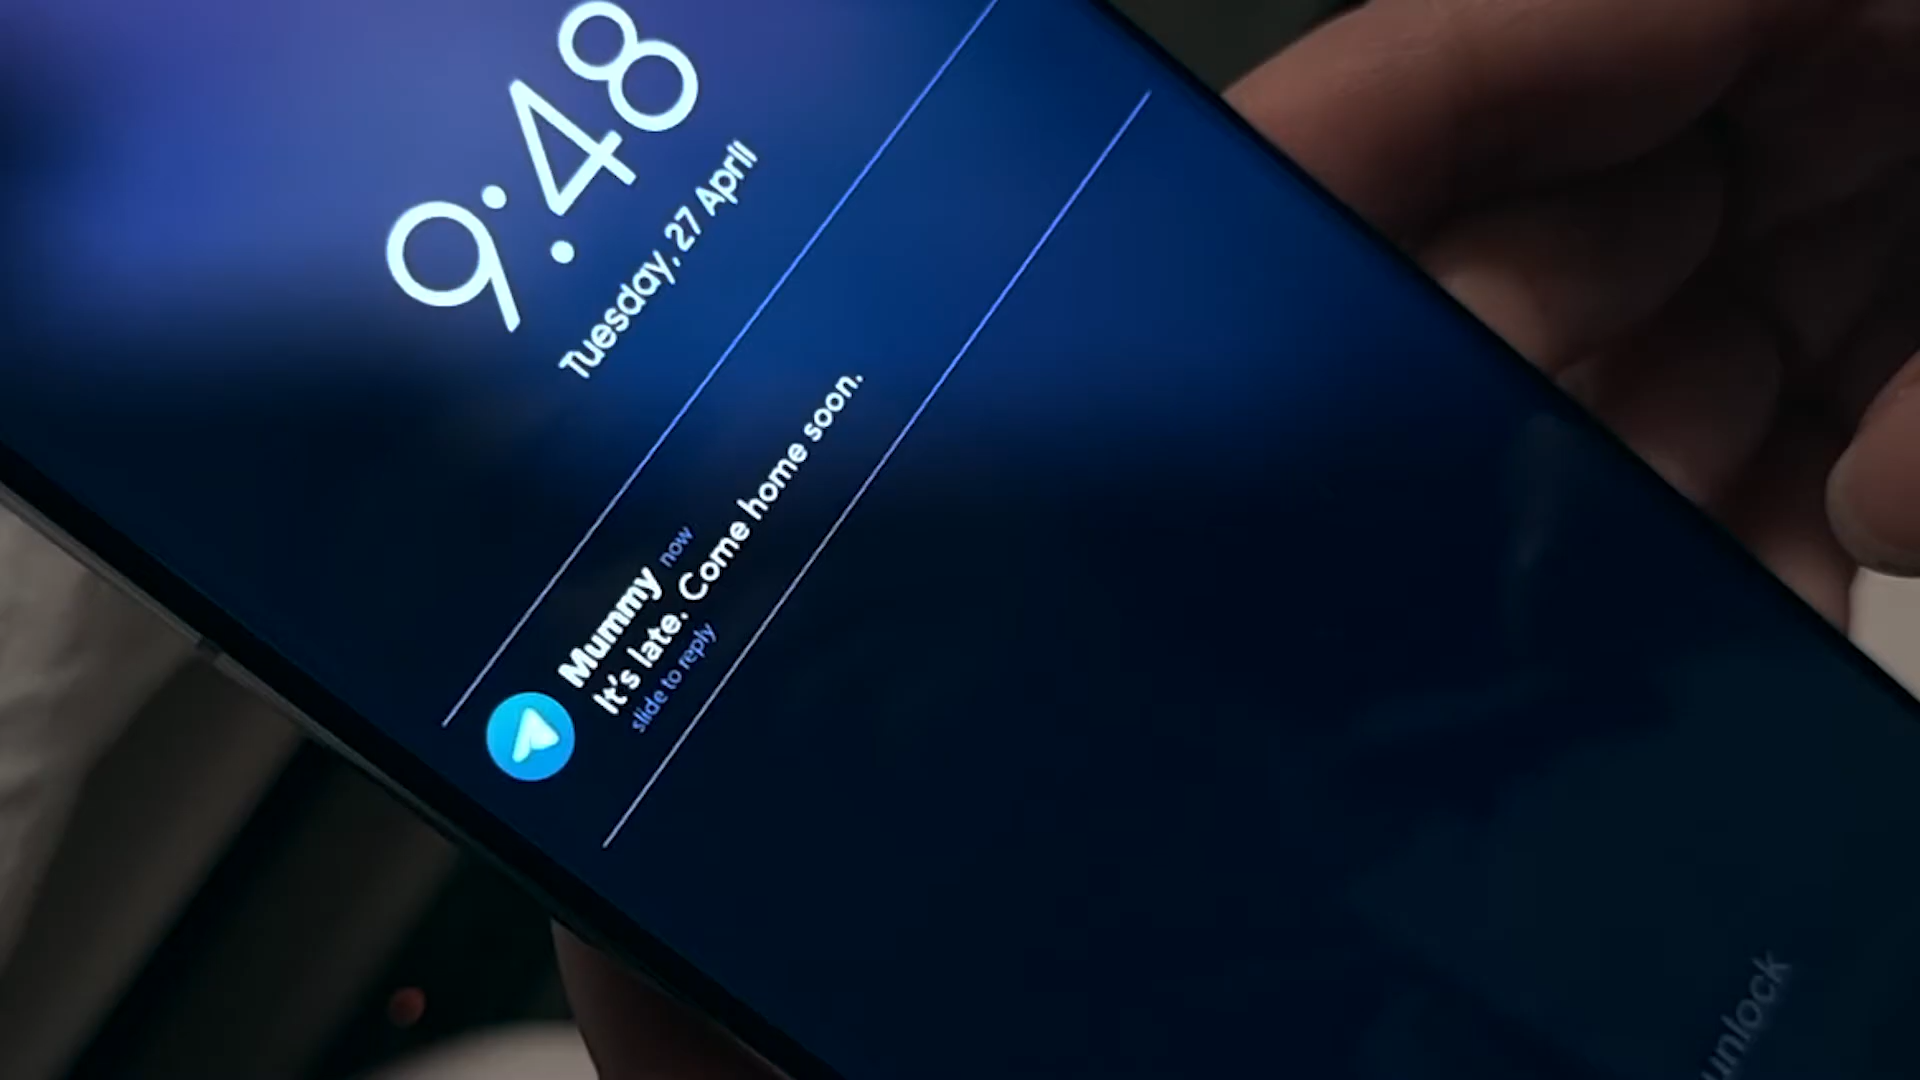 9:48
Tuesday, 27 April
Mummy now
It's late. Come home soon.
slide to reply
unlock